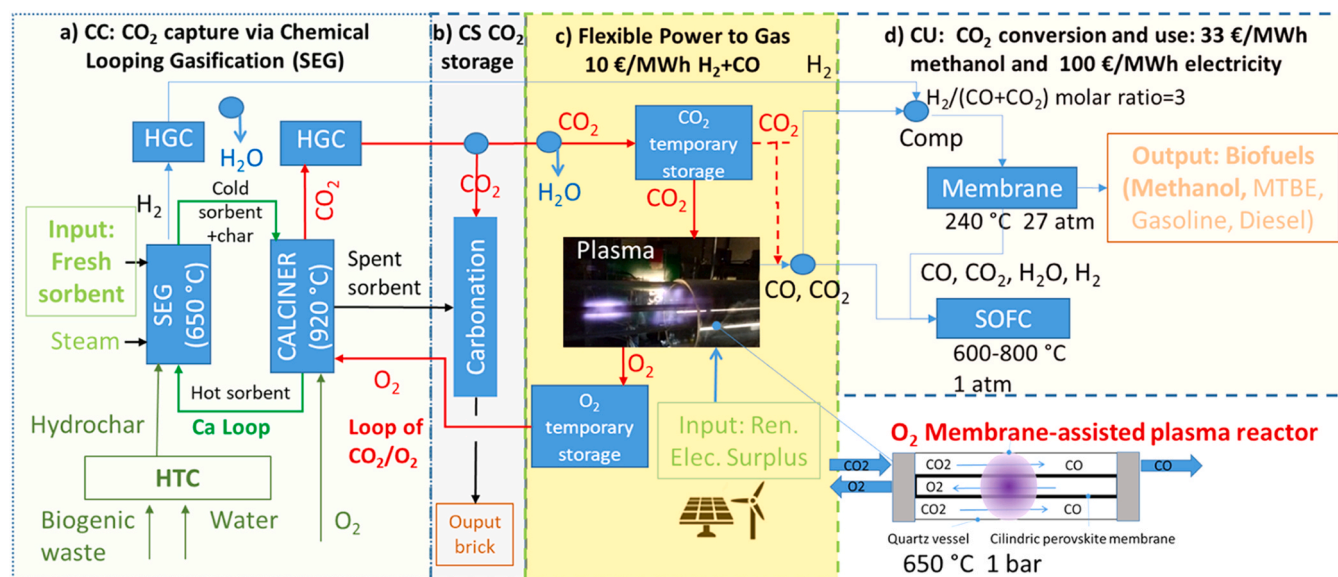 a) CC: CO₂ capture via Chemical
Looping Gasification (SEG)
HGC
H₂O
HGC
CO₂
H₂
Cold
sorbent
+char
Input:
Fresh
sorbent
Steam
SEG
(650 °C)
CALCINER
(920 °C)
Spent
sorbent
O₂
Hot sorbent
Ca Loop
Loop of
CO₂/O₂
Hydrochar
HTC
Biogenic
waste
Water
O₂
b) CS CO₂
storage
CO₂
Carbonation
Ouput
brick
c) Flexible Power to Gas
10 €/MWh H₂+CO
H₂
CO₂
H₂O
CO₂
temporary
storage
CO₂
CO₂
Plasma
CO, CO₂
O₂
O₂
temporary
storage
Input: Ren.
Elec. Surplus
d) CU: CO₂ conversion and use: 33 €/MWh
methanol and 100 €/MWh electricity
H₂/(CO+CO₂) molar ratio=3
Comp
Membrane
240 °C 27 atm
Output: Biofuels
(Methanol, MTBE,
Gasoline, Diesel)
CO, CO₂, H₂O, H₂
SOFC
600-800 °C
1 atm
O₂ Membrane-assisted plasma reactor
CO2
CO2
CO
CO
O2
O2
CO2
CO
Quartz vessel
Cilindric perovskite membrane
650 °C 1 bar